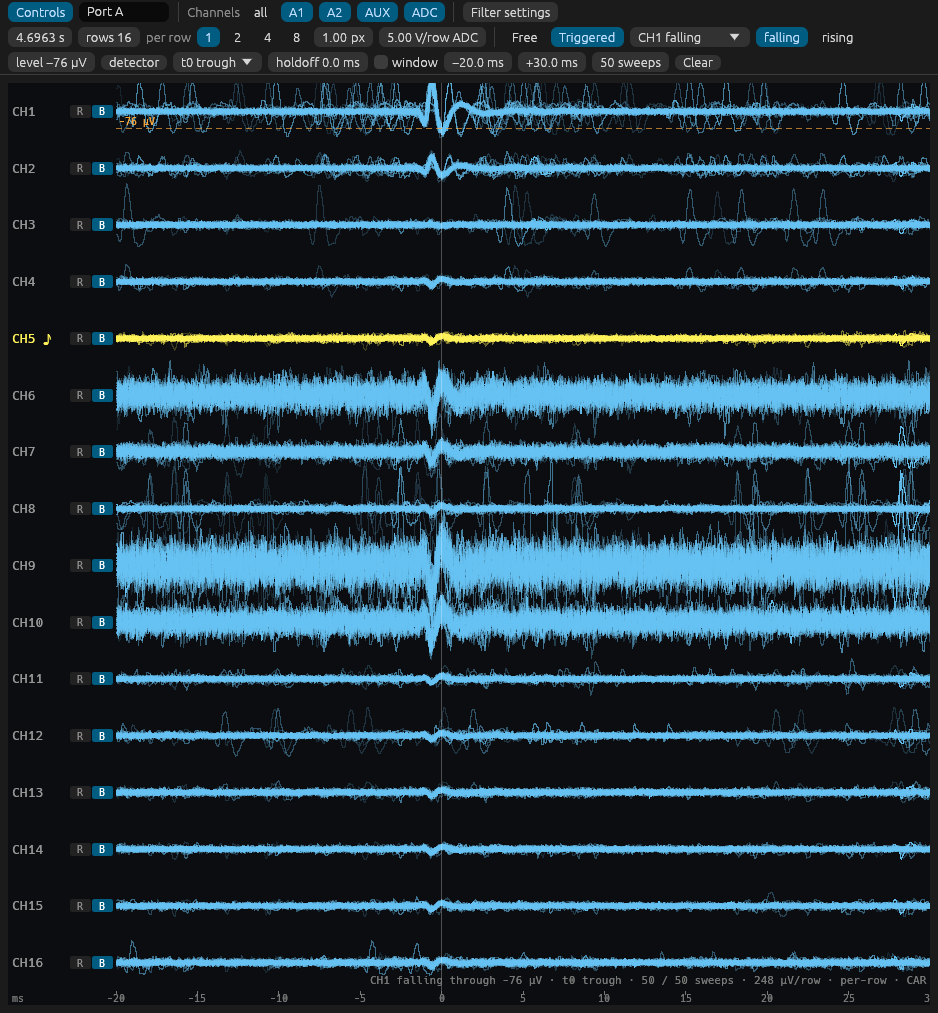 Controls Port A Channels all A1 A2 AUX ADC Filter settings
4.6963 s rows 16 per row 1 2 4 8 1.00 px 5.00 V/row ADC Free Triggered CH1 falling falling rising
level −76 µV detector t0 trough holdoff 0.0 ms window −20.0 ms +30.0 ms 50 sweeps Clear
CH1 R B
−76 µV
CH2 R B
CH3 R B
CH4 R B
CH5 ♪ R B
CH6 R B
CH7 R B
CH8 R B
CH9 R B
CH10 R B
CH11 R B
CH12 R B
CH13 R B
CH14 R B
CH15 R B
CH16 R B
CH1 falling through −76 µV · t0 trough · 50 / 50 sweeps · 248 µV/row · per-row · CAR
ms -20 -15 -10 -5 0 5 10 15 20 25 3